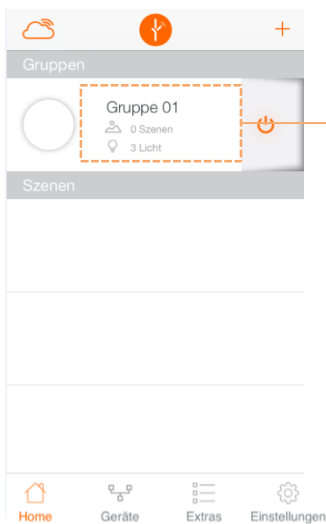 Gruppen
Gruppe 01
0 Szenen
3 Licht
Szenen
Home Geräte Extras Einstellungen